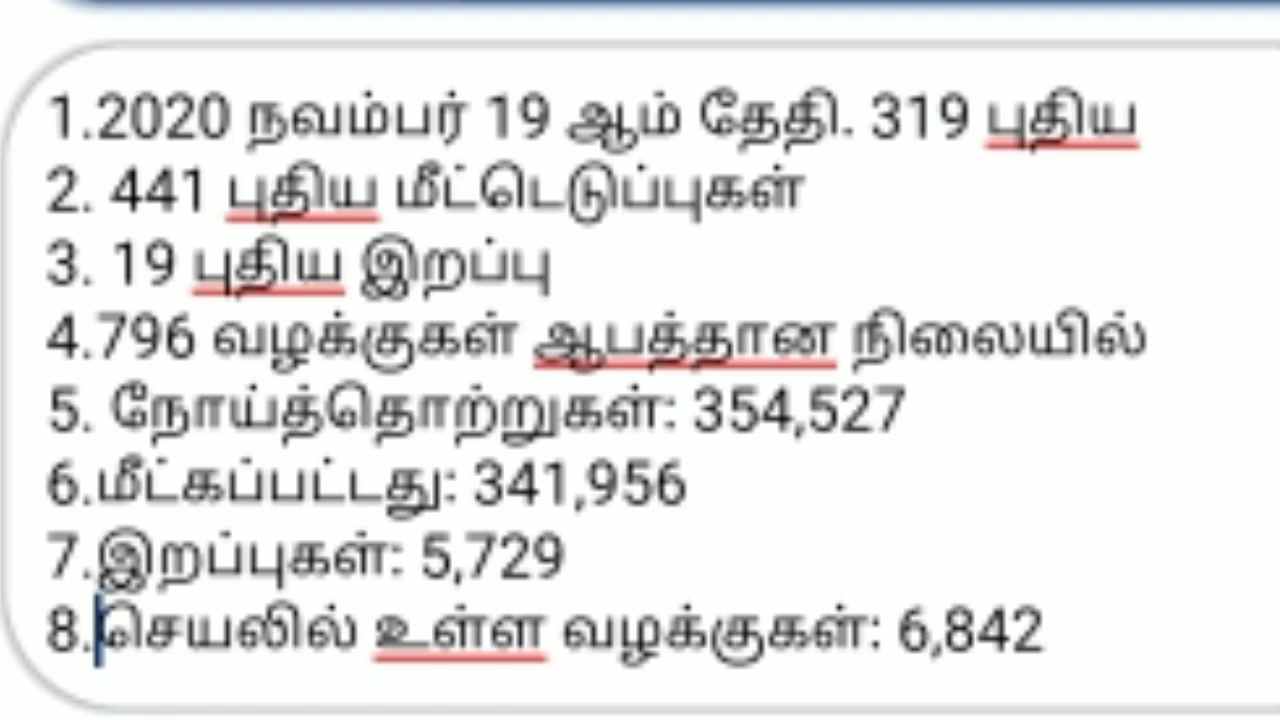 1.2020 நவம்பர் 19 ஆம் தேதி. 319 புதிய
2. 441 புதிய மீட்டெடுப்புகள்
3. 19 புதிய இறப்பு
4.796 வழக்குகள் ஆபத்தான நிலையில்
5. நோய்த்தொற்றுகள்: 354,527
6.மீட்கப்பட்டது: 341,956
7.இறப்புகள்: 5,729
8.செயலில் உள்ள வழக்குகள்: 6,842